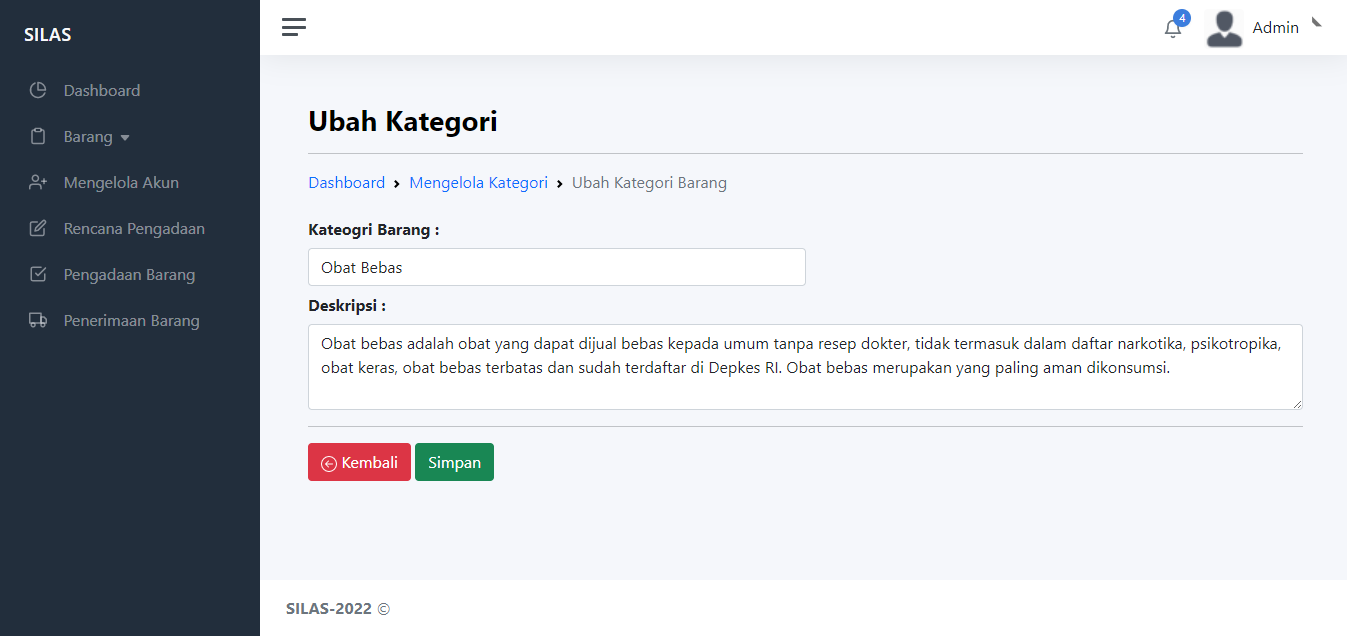 SILAS
4
Admin
Dashboard
Barang
Mengelola Akun
Rencana Pengadaan
Pengadaan Barang
Penerimaan Barang
Ubah Kategori
Dashboard › Mengelola Kategori › Ubah Kategori Barang
Kateogri Barang :
Obat Bebas
Deskripsi :
Obat bebas adalah obat yang dapat dijual bebas kepada umum tanpa resep dokter, tidak termasuk dalam daftar narkotika, psikotropika,
obat keras, obat bebas terbatas dan sudah terdaftar di Depkes RI. Obat bebas merupakan yang paling aman dikonsumsi.
Kembali
Simpan
SILAS-2022 ©